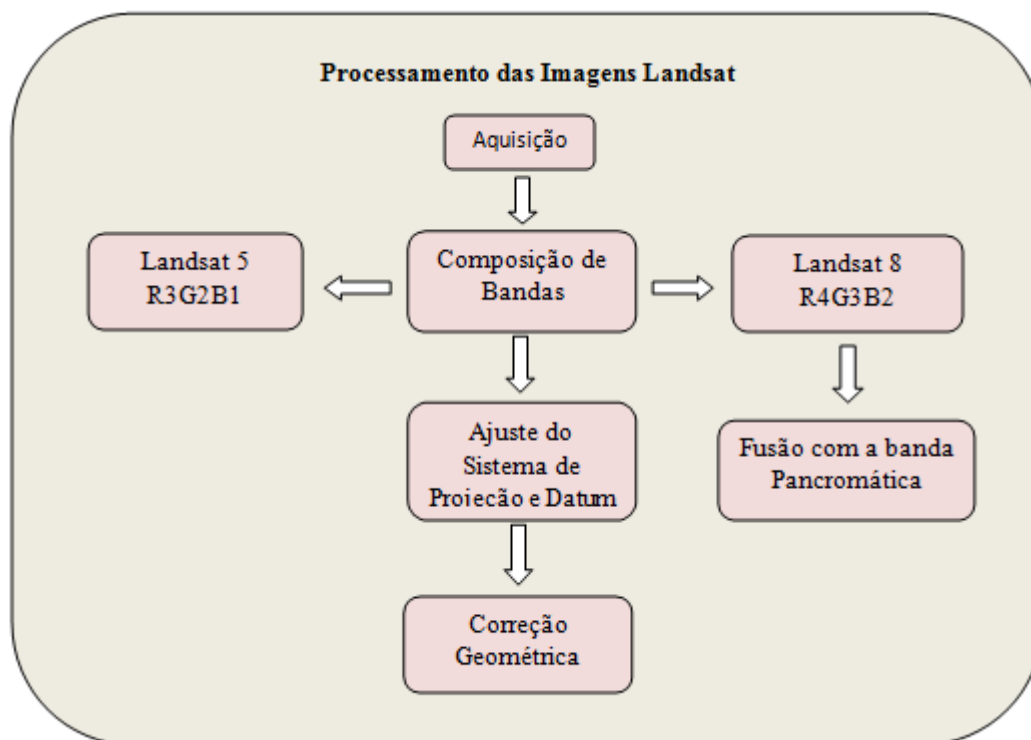 Processamento das Imagens Landsat
Aquisição
Composição de
Bandas
Landsat 5
R3G2B1
Landsat 8
R4G3B2
Ajuste do
Sistema de
Projecão e Datum
Fusão com a banda
Pancromática
Correção
Geométrica